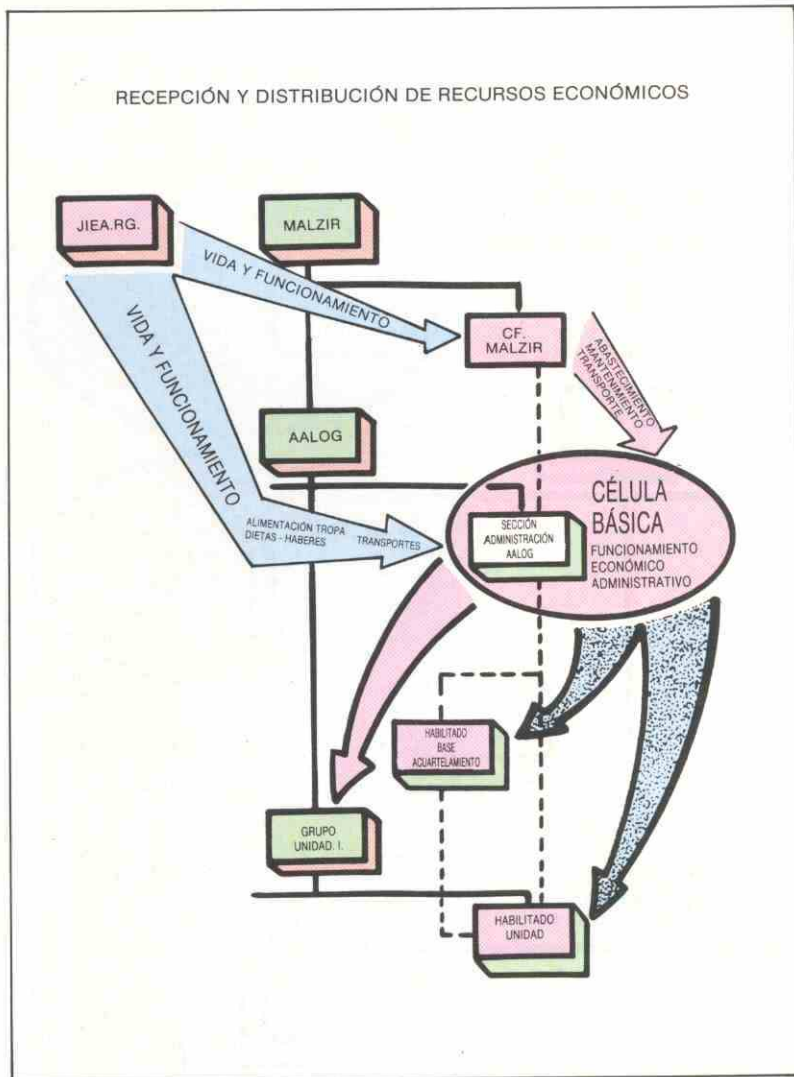 RECEPCIÓN Y DISTRIBUCIÓN DE RECURSOS ECONÓMICOS
JIEA.RG.
MALZIR
VIDA Y FUNCIONAMIENTO
CF.
MALZIR
ABASTECIMIENTO
MANTENIMIENTO
TRANSPORTE
VIDA Y FUNCIONAMIENTO
AALOG
ALIMENTACIÓN TROPA
DIETAS - HABERES
TRANSPORTES
SECCIÓN
ADMINISTRACIÓN
AALOG
CÉLULA
BÁSICA
FUNCIONAMIENTO
ECONÓMICO
ADMINISTRATIVO
HABILITADO
BASE
ACUARTELAMIENTO
GRUPO
UNIDAD. I.
HABILITADO
UNIDAD